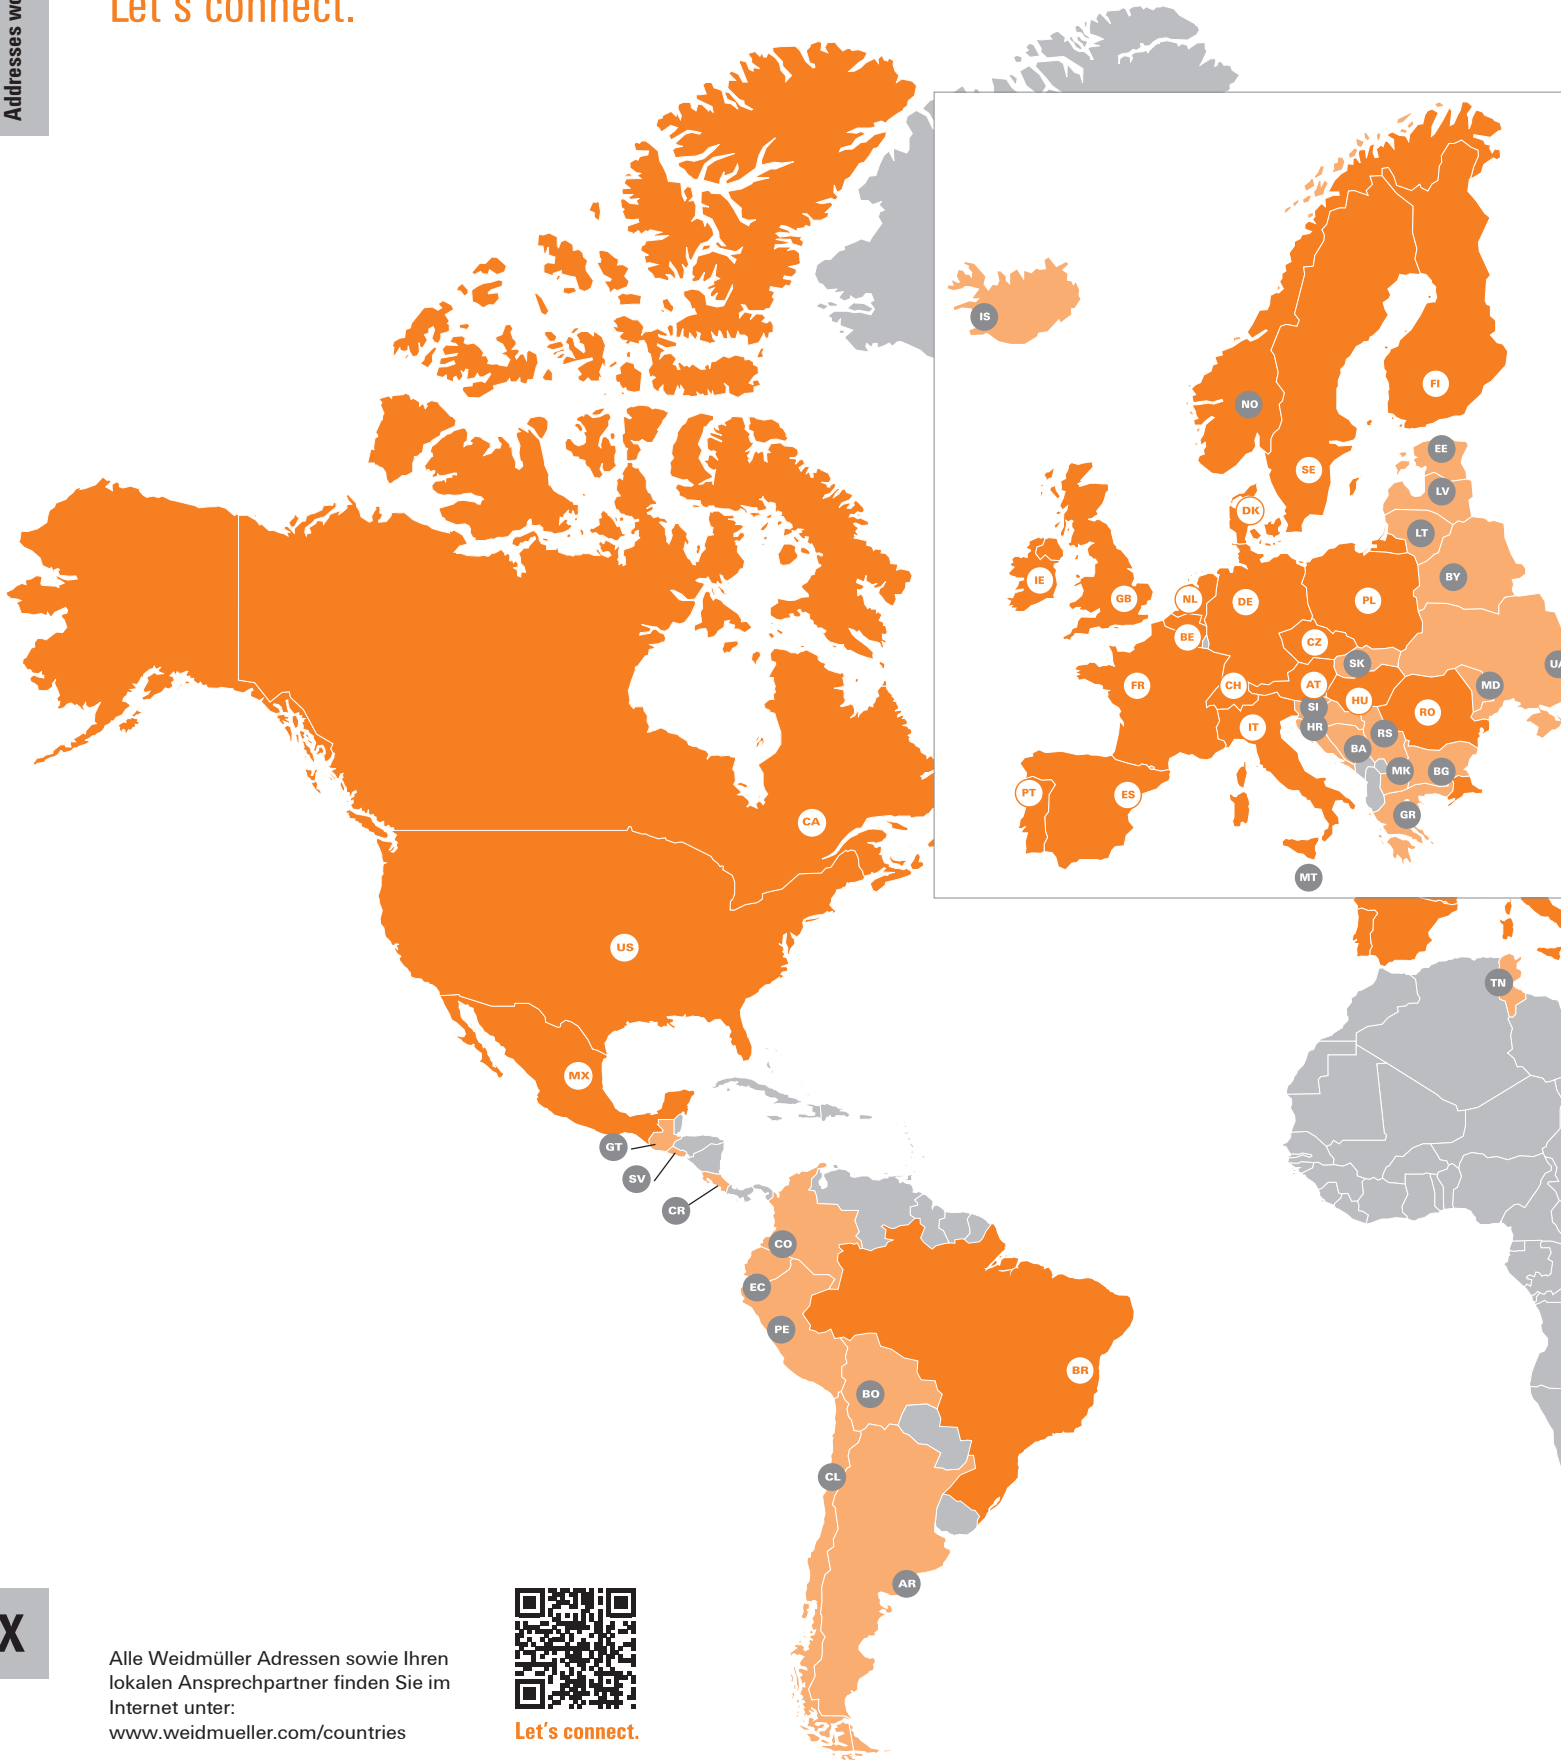 Let's connect.
Addresses
IS
NO
FI
SE
EE
LV
DK
LT
BY
IE
GB
NL
DE
PL
BE
CZ
SK
UA
FR
CH
AT
MD
SI
HU
RO
HR
IT
RS
BA
MK
BG
PT
ES
GR
MT
CA
US
TN
MX
GT
SV
CR
CO
EC
PE
BR
BO
CL
AR
X
Alle Weidmüller Adressen sowie Ihren
lokalen Ansprechpartner finden Sie im
Internet unter:
www.weidmueller.com/countries
Let's connect.